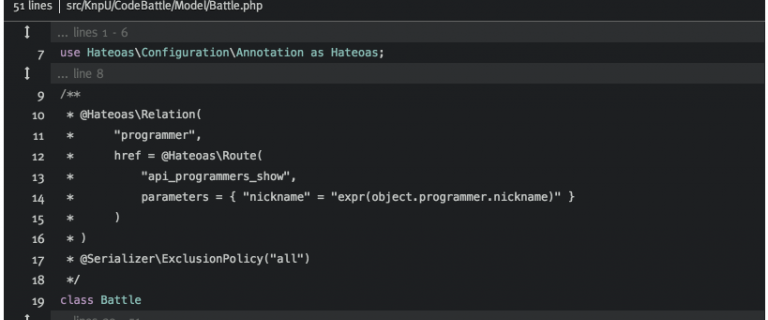 51 lines | src/KnpU/CodeBattle/Model/Battle.php
... lines 1 - 6
7 use Hateoas\Configuration\Annotation as Hateoas;
... line 8
9 /**
10 * @Hateoas\Relation(
11 * "programmer",
12 * href = @Hateoas\Route(
13 * "api_programmers_show",
14 * parameters = { "nickname" = "expr(object.programmer.nickname)" }
15 * )
16 * )
17 * @Serializer\ExclusionPolicy("all")
18 */
19 class Battle